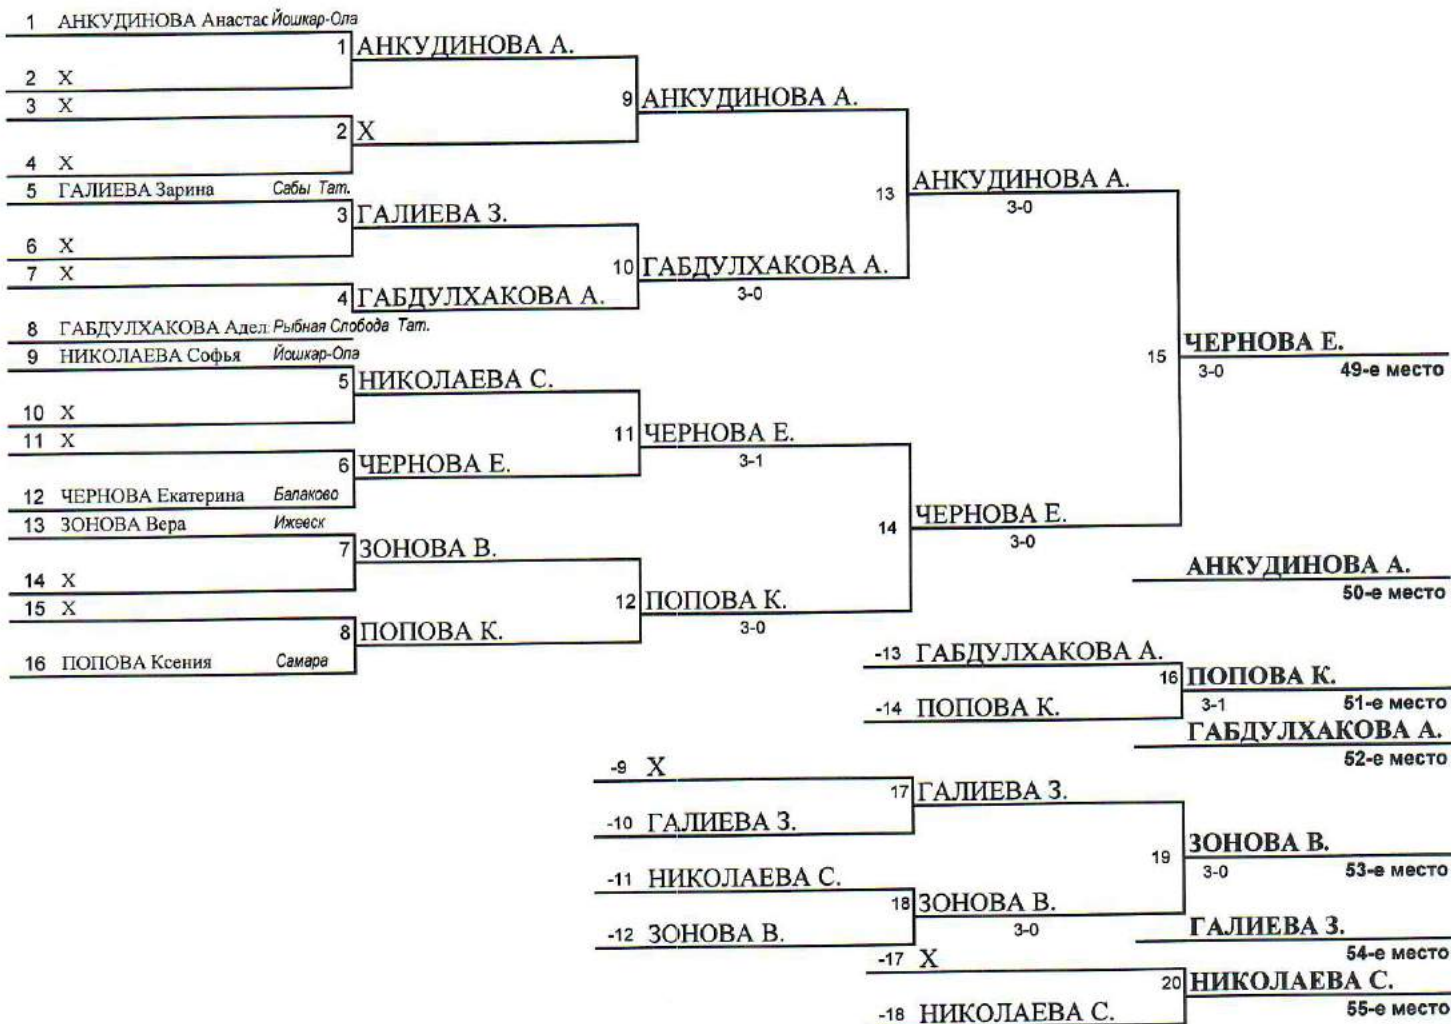 1 АНКУДИНОВА Анастас Йошкар-Ола
1 АНКУДИНОВА А.
2 X
3 X
9 АНКУДИНОВА А.
2 X
4 X
5 ГАЛИЕВА Зарина Сабы Тат.
13 АНКУДИНОВА А.
3-0
3 ГАЛИЕВА З.
6 X
7 X
10 ГАБДУЛХАКОВА А.
3-0
4 ГАБДУЛХАКОВА А.
8 ГАБДУЛХАКОВА Адел Рыбная Слобода Тат.
9 НИКОЛАЕВА Софья Йошкар-Ола
15 ЧЕРНОВА Е.
3-0 49-е место
5 НИКОЛАЕВА С.
10 X
11 X
11 ЧЕРНОВА Е.
3-1
6 ЧЕРНОВА Е.
12 ЧЕРНОВА Екатерина Балаково
13 ЗОНОВА Вера Ижевск
14 ЧЕРНОВА Е.
3-0
7 ЗОНОВА В.
14 X
15 X
12 ПОПОВА К.
3-0
8 ПОПОВА К.
16 ПОПОВА Ксения Самара
АНКУДИНОВА А.
50-е место
-13 ГАБДУЛХАКОВА А.
16 ПОПОВА К.
3-1 51-е место
-14 ПОПОВА К.
ГАБДУЛХАКОВА А.
52-е место
-9 X
17 ГАЛИЕВА З.
-10 ГАЛИЕВА З.
19 ЗОНОВА В.
3-0 53-е место
-11 НИКОЛАЕВА С.
18 ЗОНОВА В.
3-0
-12 ЗОНОВА В.
ГАЛИЕВА З.
54-е место
-17 X
20 НИКОЛАЕВА С.
55-е место
-18 НИКОЛАЕВА С.